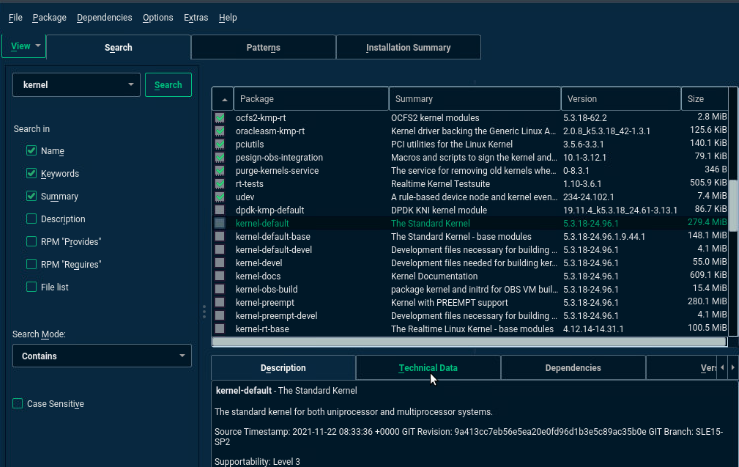 File Package Dependencies Options Extras Help
View Search Patterns Installation Summary
kernel Search
Search in
Name
Keywords
Summary
Description
RPM "Provides"
RPM "Requires"
File list
Search Mode:
Contains
Case Sensitive
Package Summary Version Size
ocfs2-kmp-rt OCFS2 kernel modules 5.3.18-62.2 2.8 MiB
oracleasm-kmp-rt Kernel driver backing the Generic Linux A... 2.0.8_k5.3.18_42-1.3.1 125.6 KiB
pciutils PCI utilities for the Linux Kernel 3.5.6-3.3.1 140.1 KiB
pesign-obs-integration Macros and scripts to sign the kernel and... 10.1-3.12.1 79.1 KiB
purge-kernels-service The service for removing old kernels whe... 0-8.3.1 346 B
rt-tests Realtime Kernel Testsuite 1.10-3.6.1 505.9 KiB
udev A rule-based device node and kernel even... 234-24.102.1 7.4 MiB
dpdk-kmp-default DPDK KNI kernel module 19.11.4_k5.3.18_24.61-3.13.1 86.7 KiB
kernel-default The Standard Kernel 5.3.18-24.96.1 279.4 MiB
kernel-default-base The Standard Kernel - base modules 5.3.18-24.96.1.9.44.1 148.1 MiB
kernel-default-devel Development files necessary for building ... 5.3.18-24.96.1 4.1 MiB
kernel-devel Development files needed for building ker... 5.3.18-24.96.1 55.0 MiB
kernel-docs Kernel Documentation 5.3.18-24.96.1 609.1 KiB
kernel-obs-build package kernel and initrd for OBS VM buil... 5.3.18-24.96.1 15.4 MiB
kernel-preempt Kernel with PREEMPT support 5.3.18-24.96.1 280.1 MiB
kernel-preempt-devel Development files necessary for building ... 5.3.18-24.96.1 4.1 MiB
kernel-rt-base The Realtime Linux Kernel - base modules 4.12.14-14.31.1 100.5 MiB
Description Technical Data Dependencies Vers
kernel-default - The Standard Kernel
The standard kernel for both uniprocessor and multiprocessor systems.
Source Timestamp: 2021-11-22 08:33:36 +0000 GIT Revision: 9a413cc7eb56e5ea20e0fd96d1b3e5c89ac35b0e GIT Branch: SLE15-
SP2
Supportability: Level 3